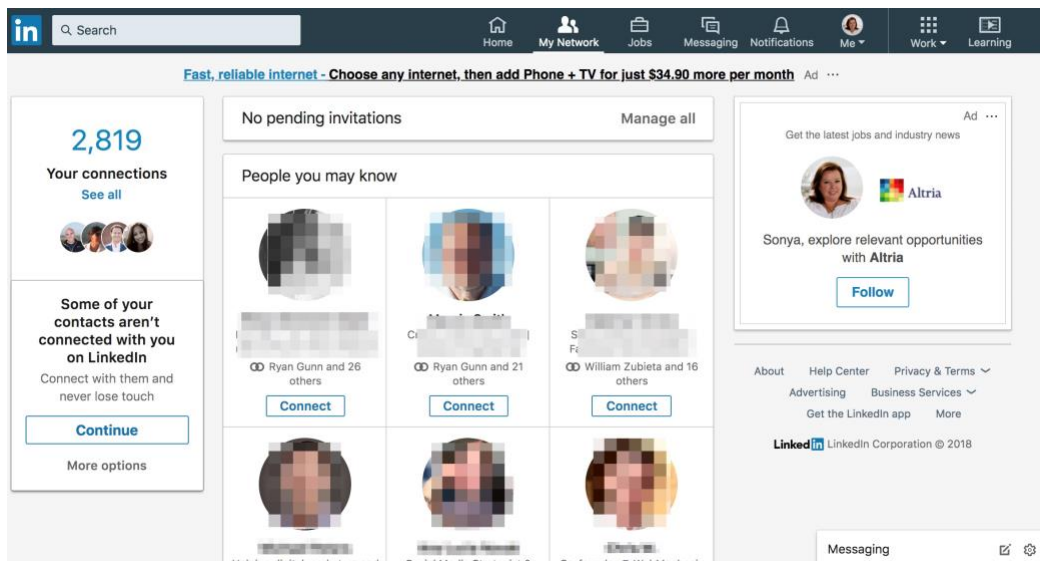 in
Search
Home
My Network
Jobs
Messaging
Notifications
Me
Work
Learning
Fast, reliable internet - Choose any internet, then add Phone + TV for just $34.90 more per month Ad ...
2,819
Your connections
See all
Some of your
contacts aren't
connected with you
on LinkedIn
Connect with them and
never lose touch
Continue
More options
No pending invitations
Manage all
People you may know
Ryan Gunn and 26
others
Connect
Ryan Gunn and 21
others
Connect
William Zubieta and 16
others
Connect
Ad ...
Get the latest jobs and industry news
Altria
Sonya, explore relevant opportunities
with Altria
Follow
About Help Center Privacy & Terms
Advertising Business Services
Get the LinkedIn app More
Linked in LinkedIn Corporation © 2018
Messaging